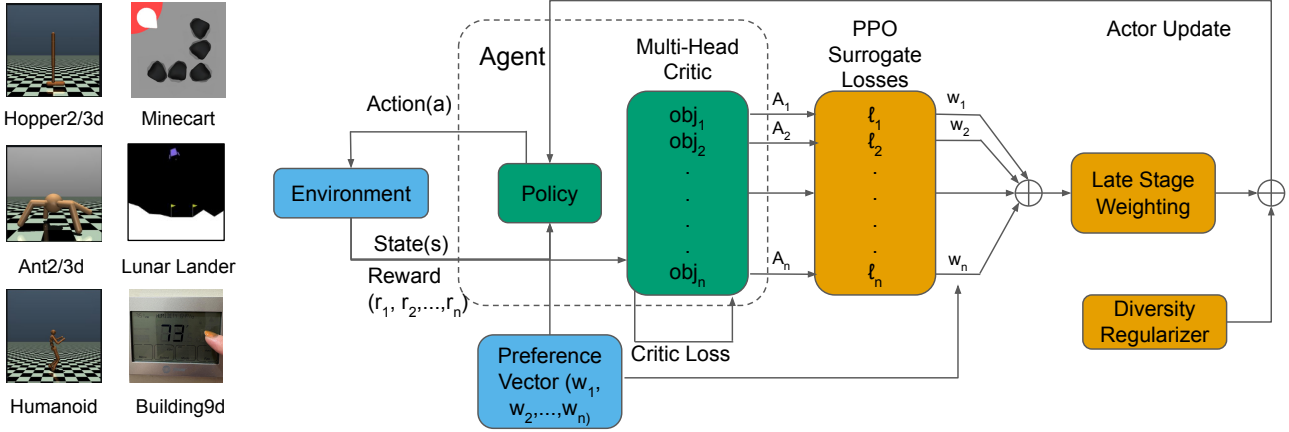 Hopper2/3d
Minecart
Ant2/3d
Lunar Lander
Humanoid
73
Building9d
Agent
Action(a)
Environment
Policy
State(s)
Reward
(r1, r2,...,rn)
Preference
Vector (w1,
w2,...,wn)
Multi-Head
Critic
obj1
obj2
.
.
.
.
objn
Critic Loss
A1
A2
An
PPO
Surrogate
Losses
ℓ1
ℓ2
.
.
.
.
ℓn
w1
w2
wn
Late Stage
Weighting
Actor Update
Diversity
Regularizer